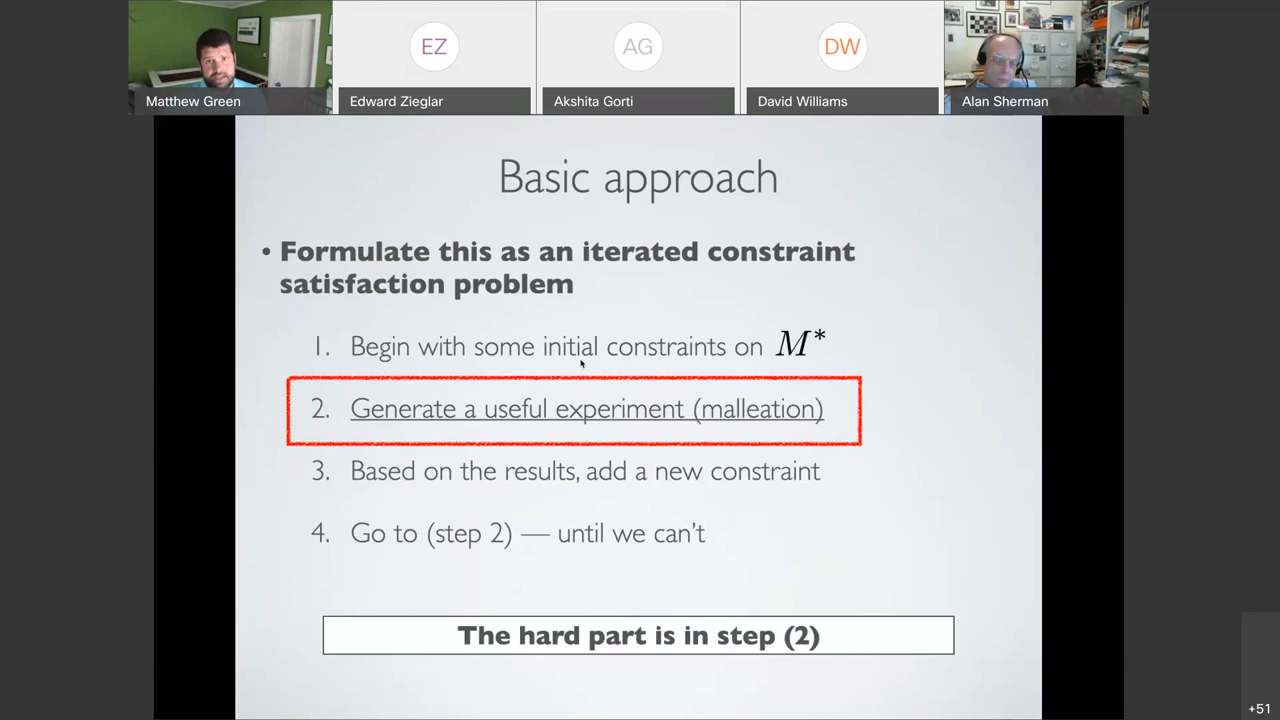 EZ
AG
DW
Matthew Green
Edward Zieglar
Akshita Gorti
David Williams
Alan Sherman
Basic approach
• Formulate this as an iterated constraint
satisfaction problem
1. Begin with some initial constraints on M*
2. Generate a useful experiment (malleation)
3. Based on the results, add a new constraint
4. Go to (step 2) — until we can't
The hard part is in step (2)
+51